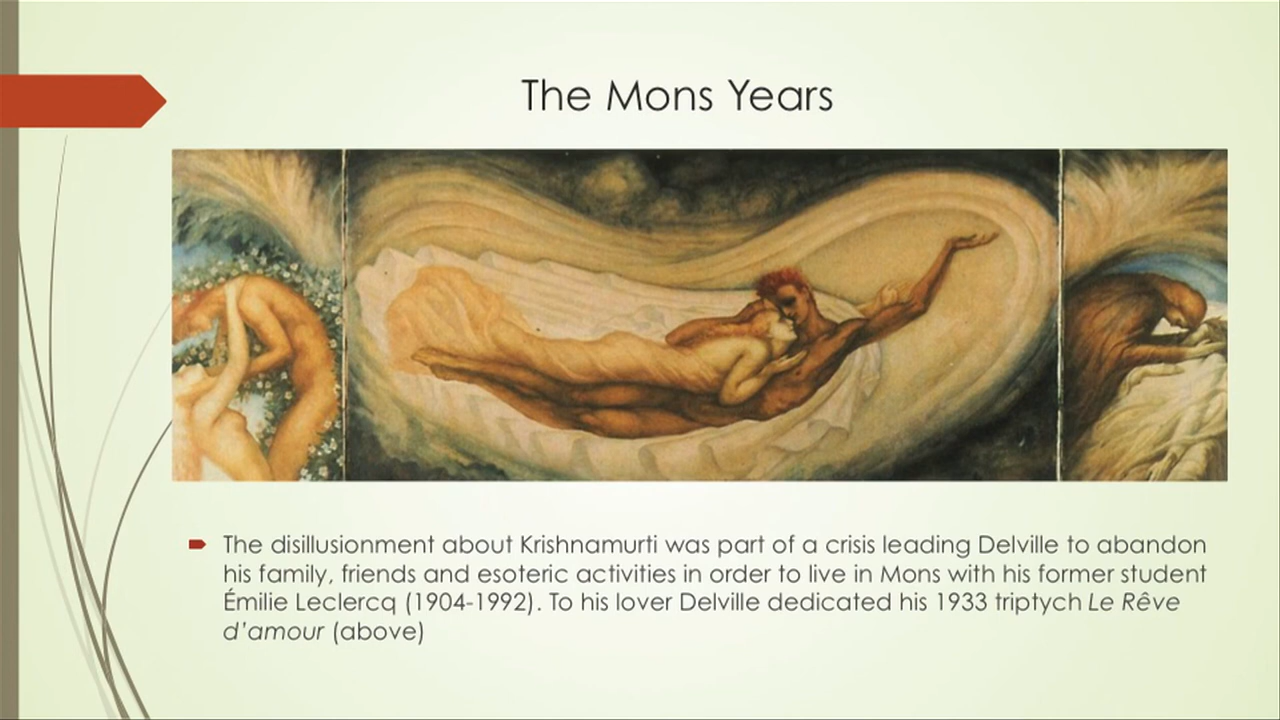 The Mons Years
The disillusionment about Krishnamurti was part of a crisis leading Delville to abandon
his family, friends and esoteric activities in order to live in Mons with his former student
Émilie Leclercq (1904-1992). To his lover Delville dedicated his 1933 triptych Le Rêve
d’amour (above)